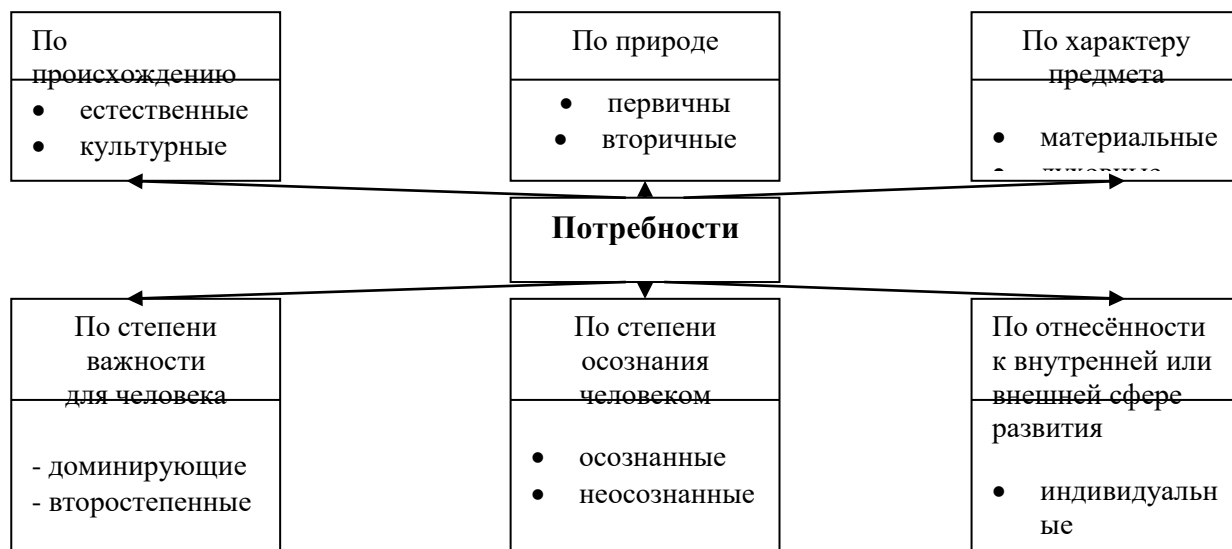 По
происхождению
• естественные
• культурные
По природе
• первичны
• вторичные
По характеру
предмета
• материальные
• духовные
Потребности
По степени
важности
для человека
- доминирующие
- второстепенные
По степени
осознания
человеком
• осознанные
• неосознанные
По отнесённости
к внутренней или
внешней сфере
развития
• индивидуальн
ые